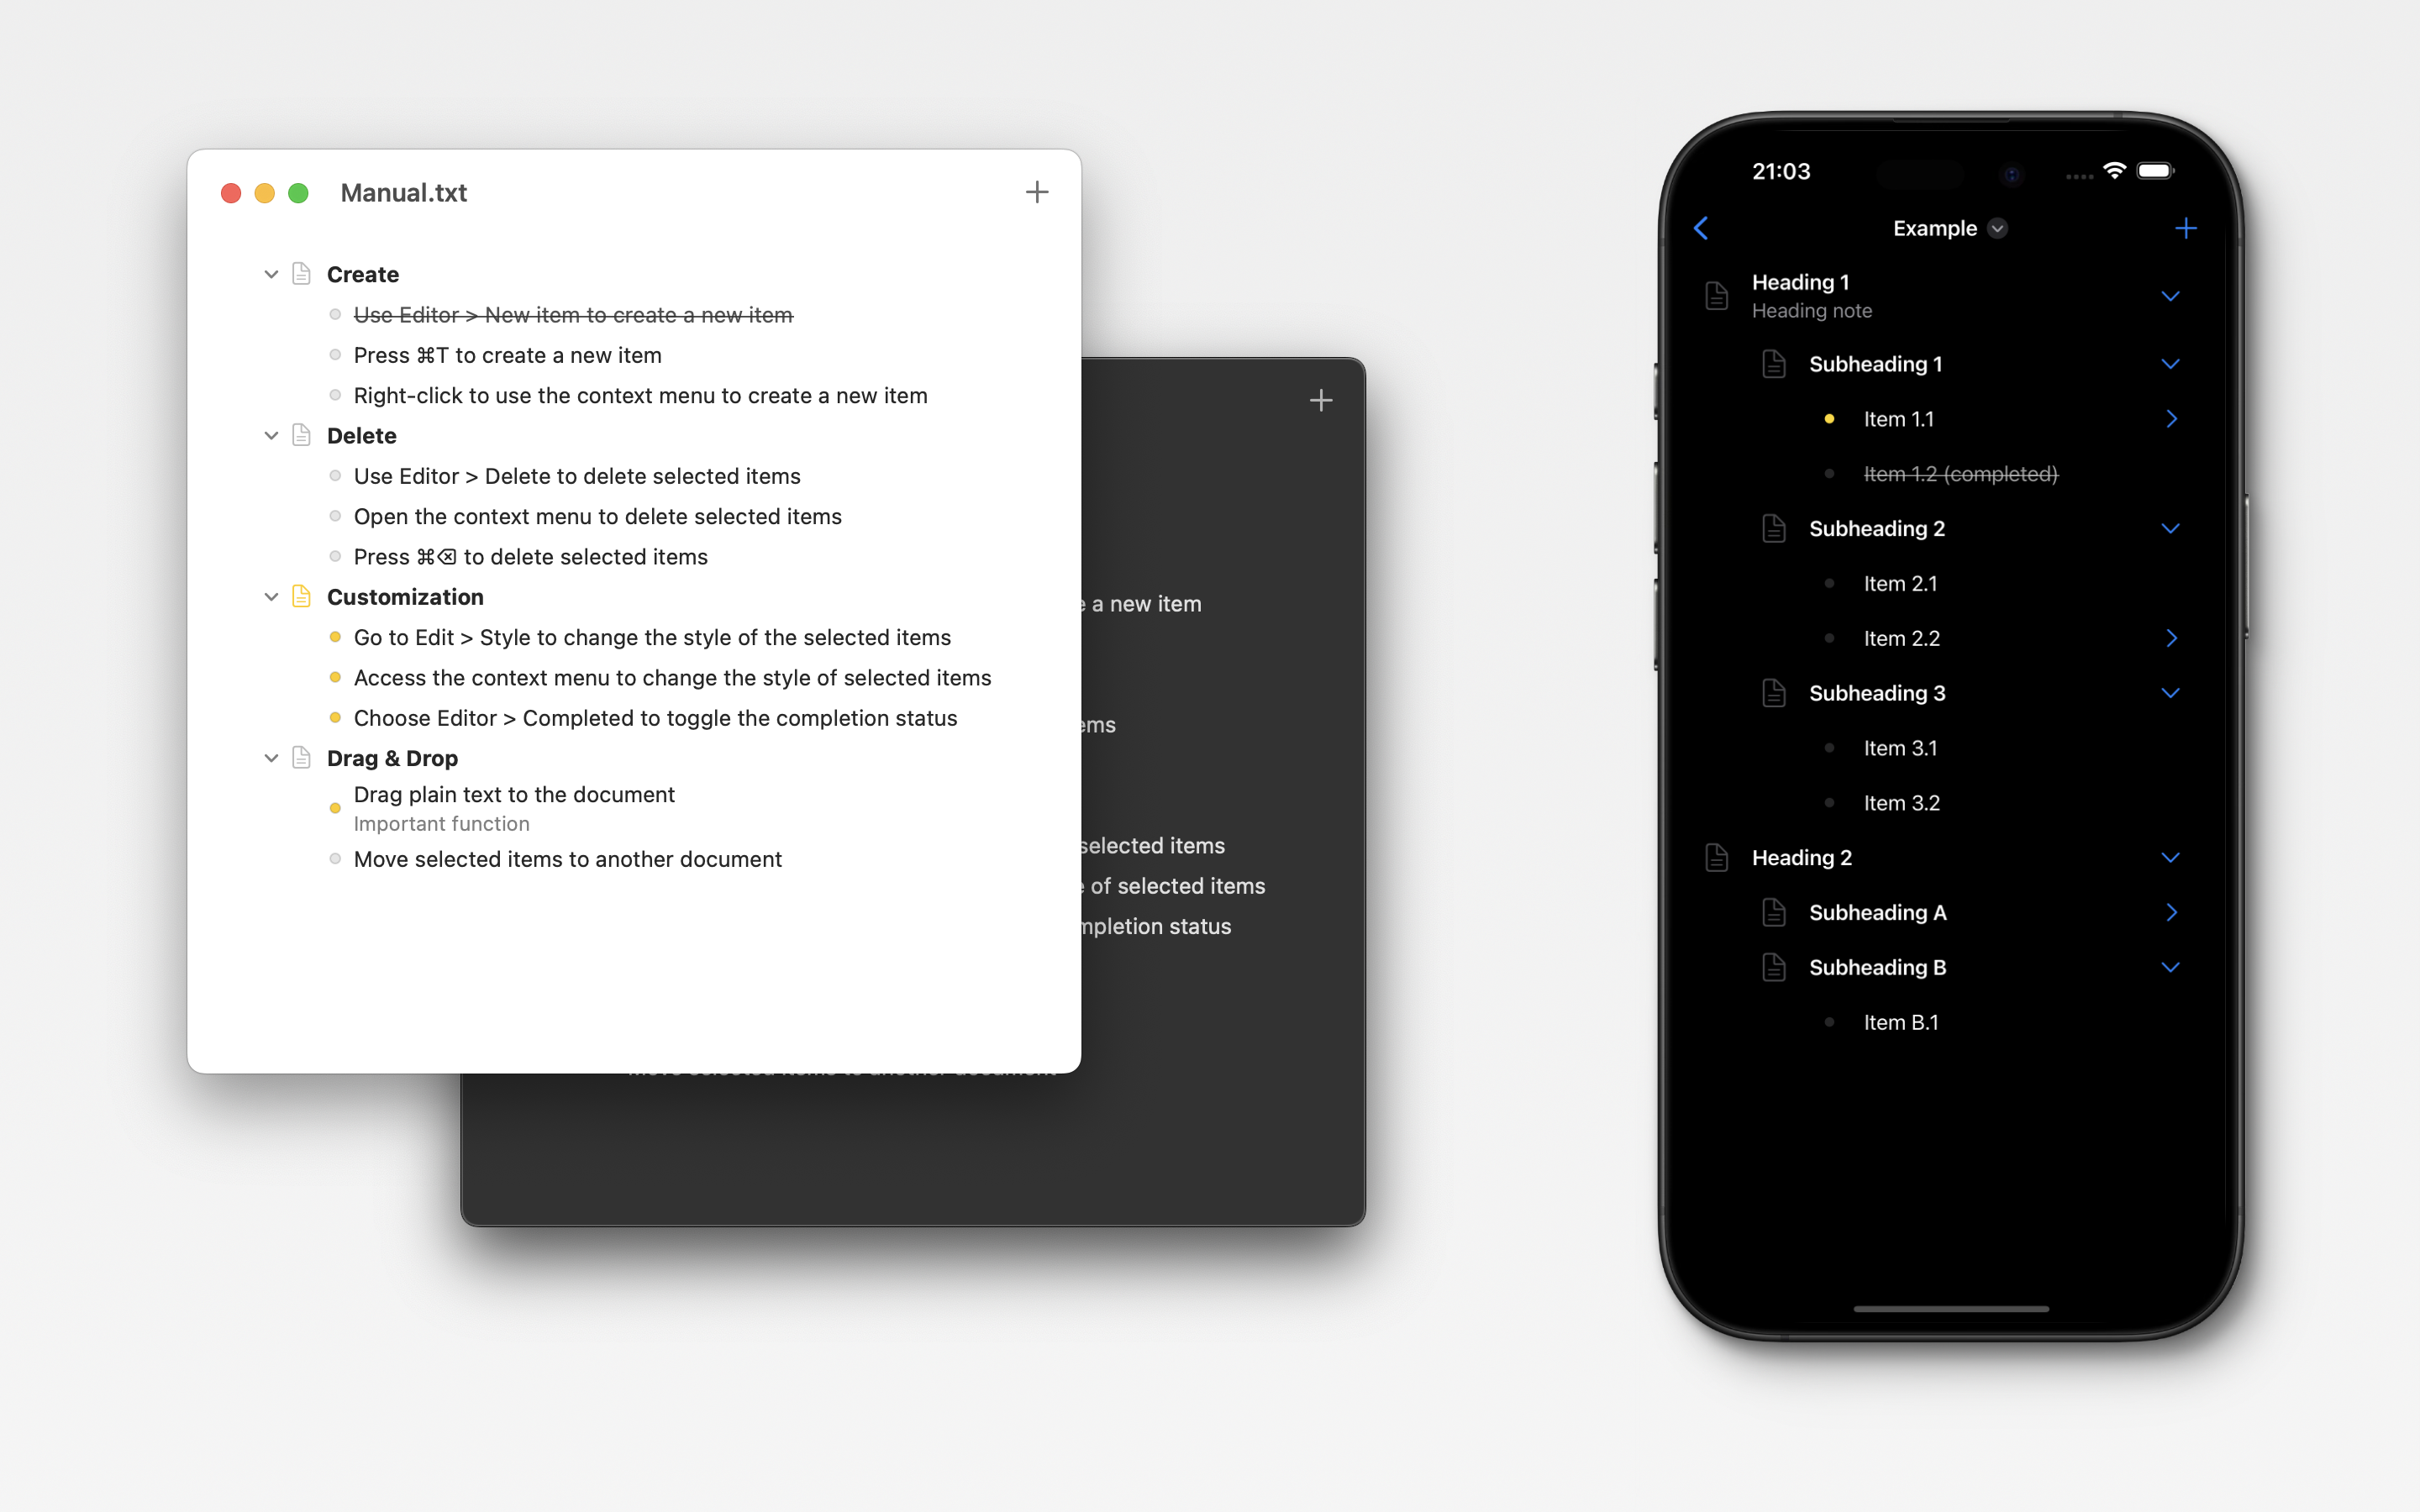 Manual.txt
Create
Use Editor > New item to create a new item
Press ⌘T to create a new item
Right-click to use the context menu to create a new item
Delete
Use Editor > Delete to delete selected items
Open the context menu to delete selected items
Press ⌘⌫ to delete selected items
Customization
Go to Edit > Style to change the style of the selected items
Access the context menu to change the style of selected items
Choose Editor > Completed to toggle the completion status
Drag & Drop
Drag plain text to the document
Important function
Move selected items to another document
a new item
selected items
of selected items
status
21:03
Example
Heading 1
Heading note
Subheading 1
Item 1.1
Item 1.2 (completed)
Subheading 2
Item 2.1
Item 2.2
Subheading 3
Item 3.1
Item 3.2
Heading 2
Subheading A
Subheading B
Item B.1